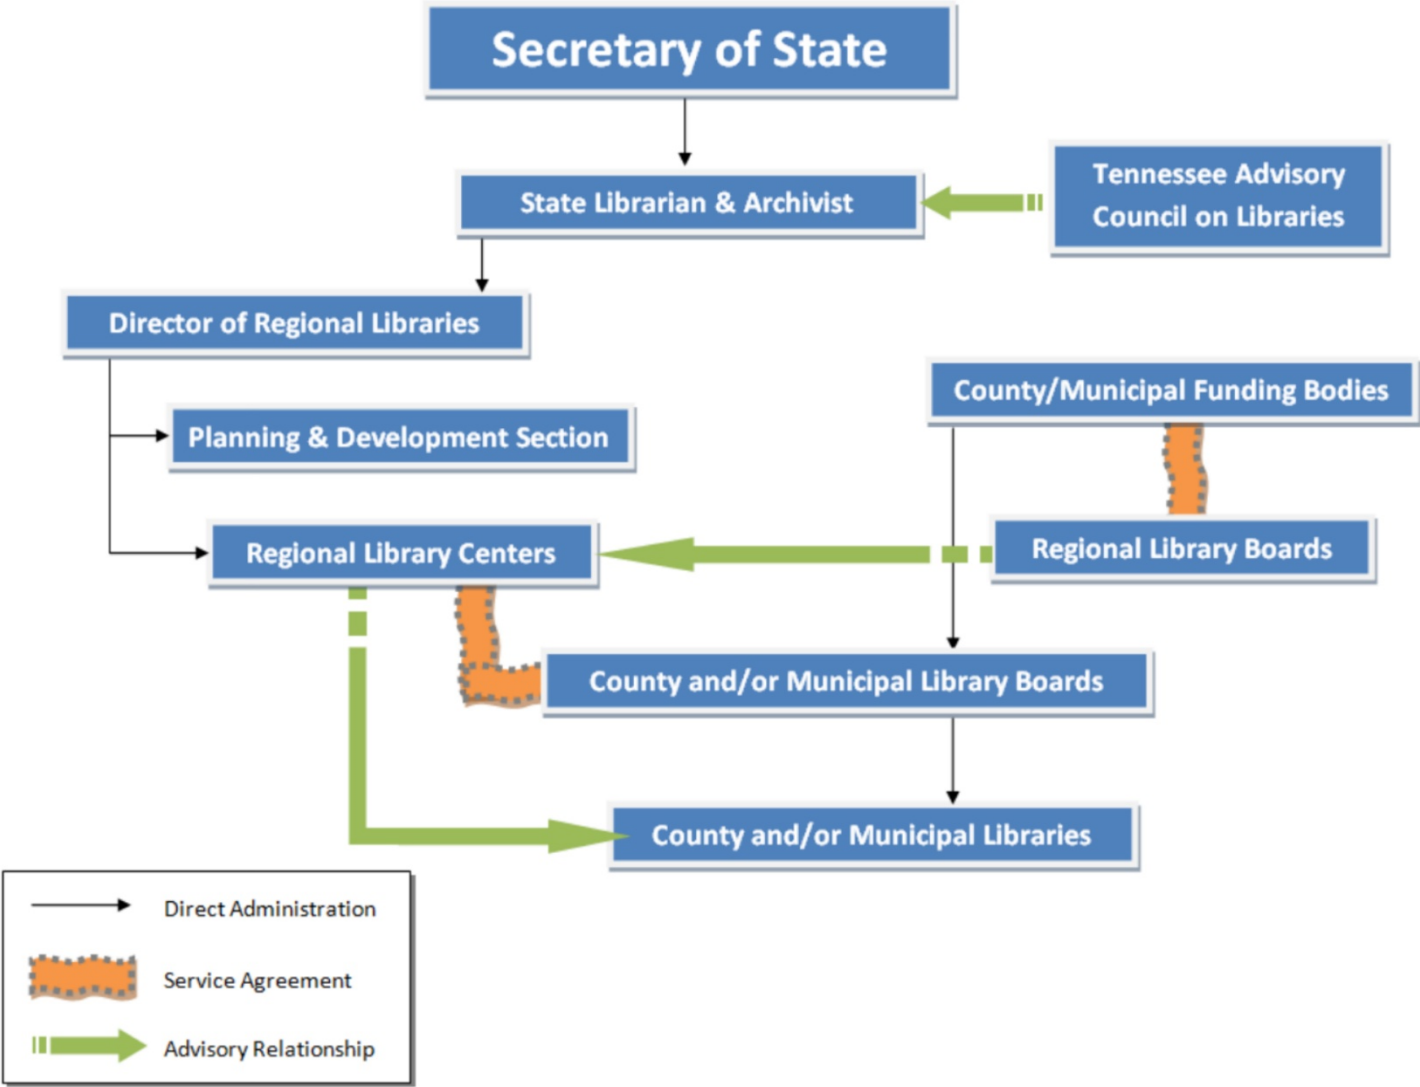 Secretary of State
State Librarian & Archivist
Tennessee Advisory
Council on Libraries
Director of Regional Libraries
County/Municipal Funding Bodies
Planning & Development Section
Regional Library Centers
Regional Library Boards
County and/or Municipal Library Boards
County and/or Municipal Libraries
Direct Administration
Service Agreement
Advisory Relationship